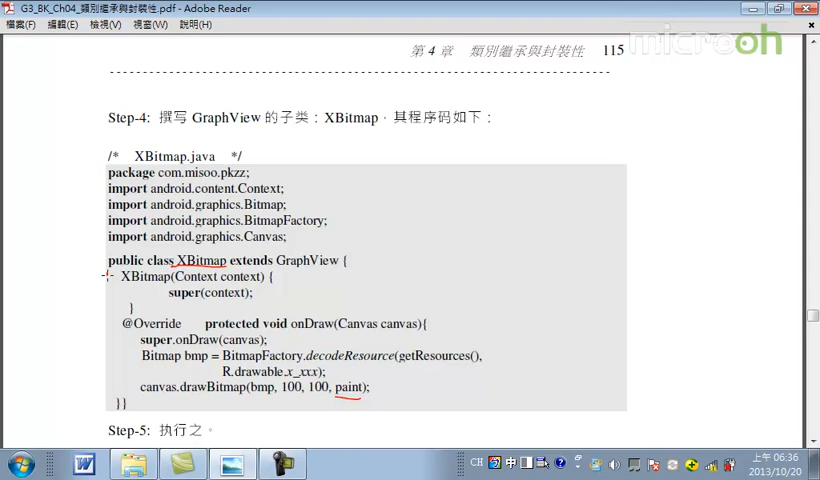 G3_BK_Ch04_類別繼承與封裝性.pdf - Adobe Reader
檔案(F) 編輯(E) 檢視(V) 視窗(W) 說明(H)
microoh
第 4 章 類別繼承與封裝性 115
Step-4: 撰写 GraphView 的子类：XBitmap，其程序码如下：
/* XBitmap.java */
package com.misoo.pkzz;
import android.content.Context;
import android.graphics.Bitmap;
import android.graphics.BitmapFactory;
import android.graphics.Canvas;
public class XBitmap extends GraphView {
XBitmap(Context context) {
super(context);
}
@Override protected void onDraw(Canvas canvas){
super.onDraw(canvas);
Bitmap bmp = BitmapFactory.decodeResource(getResources(),
R.drawable.x_xxx);
canvas.drawBitmap(bmp, 100, 100, paint);
}}
Step-5: 执行之。
CH 中 上午 06:36
2013/10/20